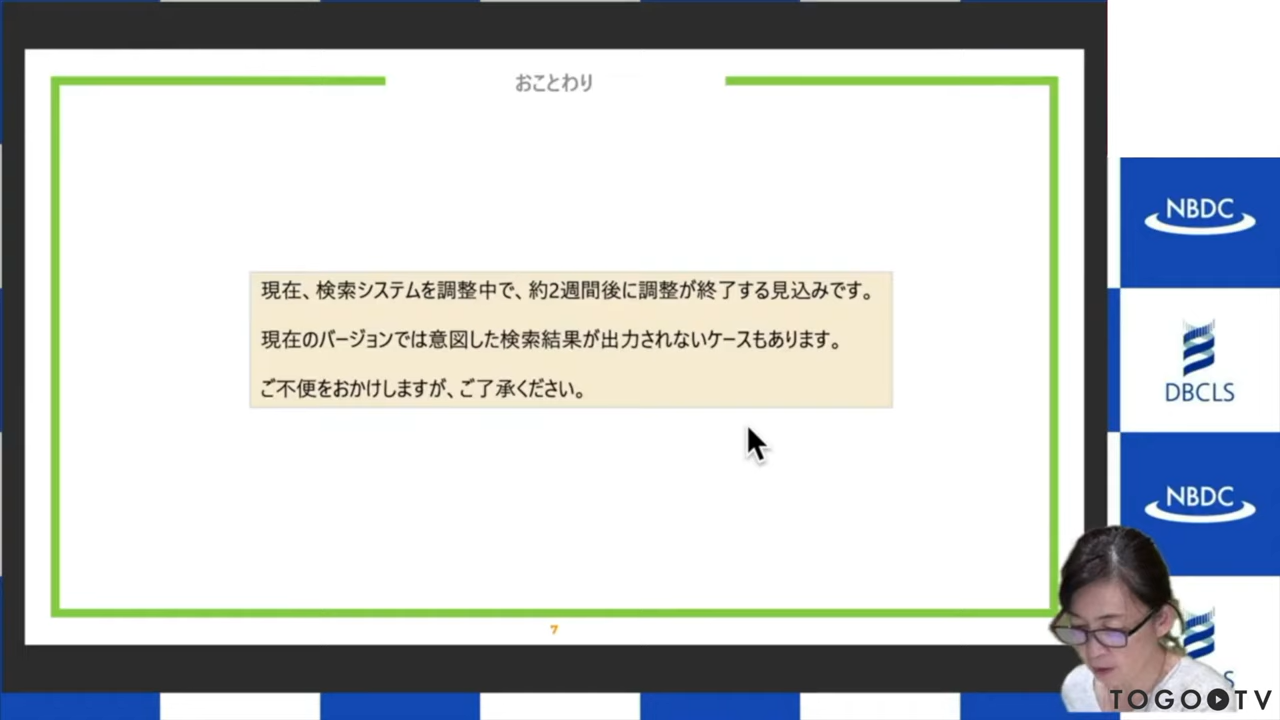 おことわり
現在、検索システムを調整中で、約2週間後に調整が終了する見込みです。
現在のバージョンでは意図した検索結果が出力されないケースもあります。
ご不便をおかけしますが、ご了承ください。
7
NBDC
DBCLS
NBDC
LS
TOGOTV